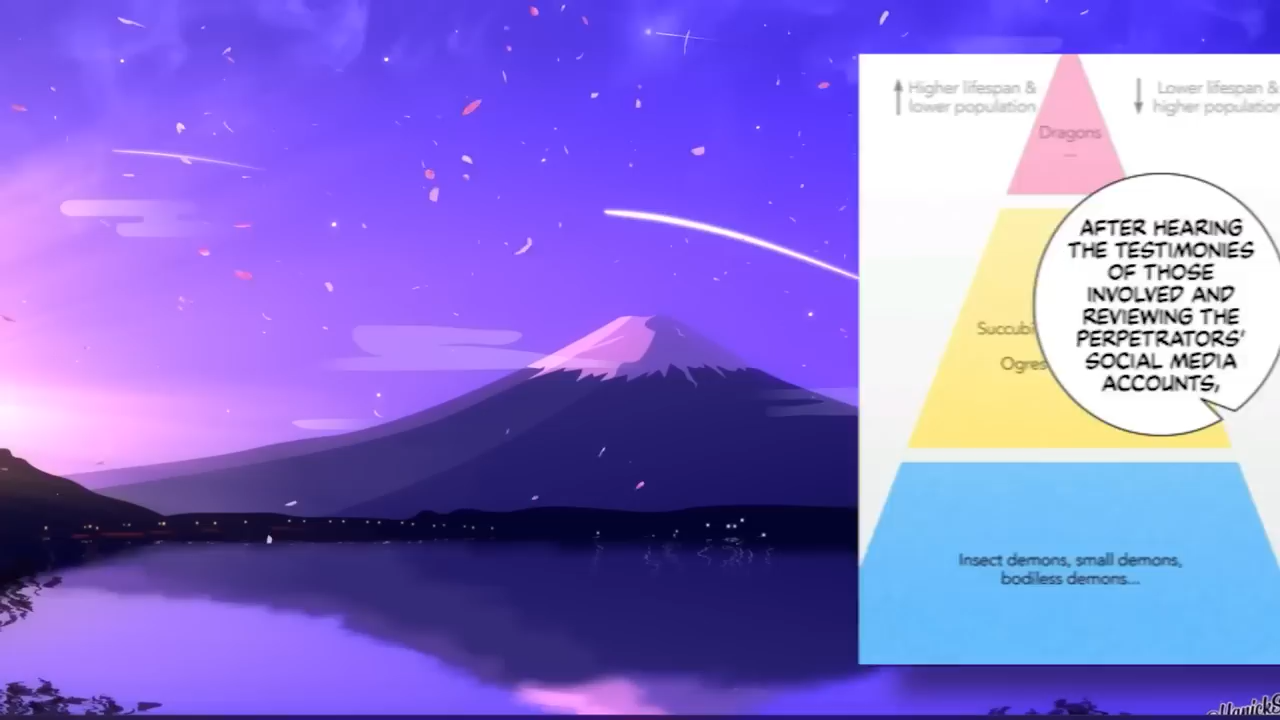 Higher lifespan &
lower population
Lower lifespan &
higher population
Dragons
AFTER HEARING
THE TESTIMONIES
OF THOSE
INVOLVED AND
REVIEWING THE
PERPETRATORS'
SOCIAL MEDIA
ACCOUNTS,
Succubi
Ogres
Insect demons, small demons,
bodiless demons...